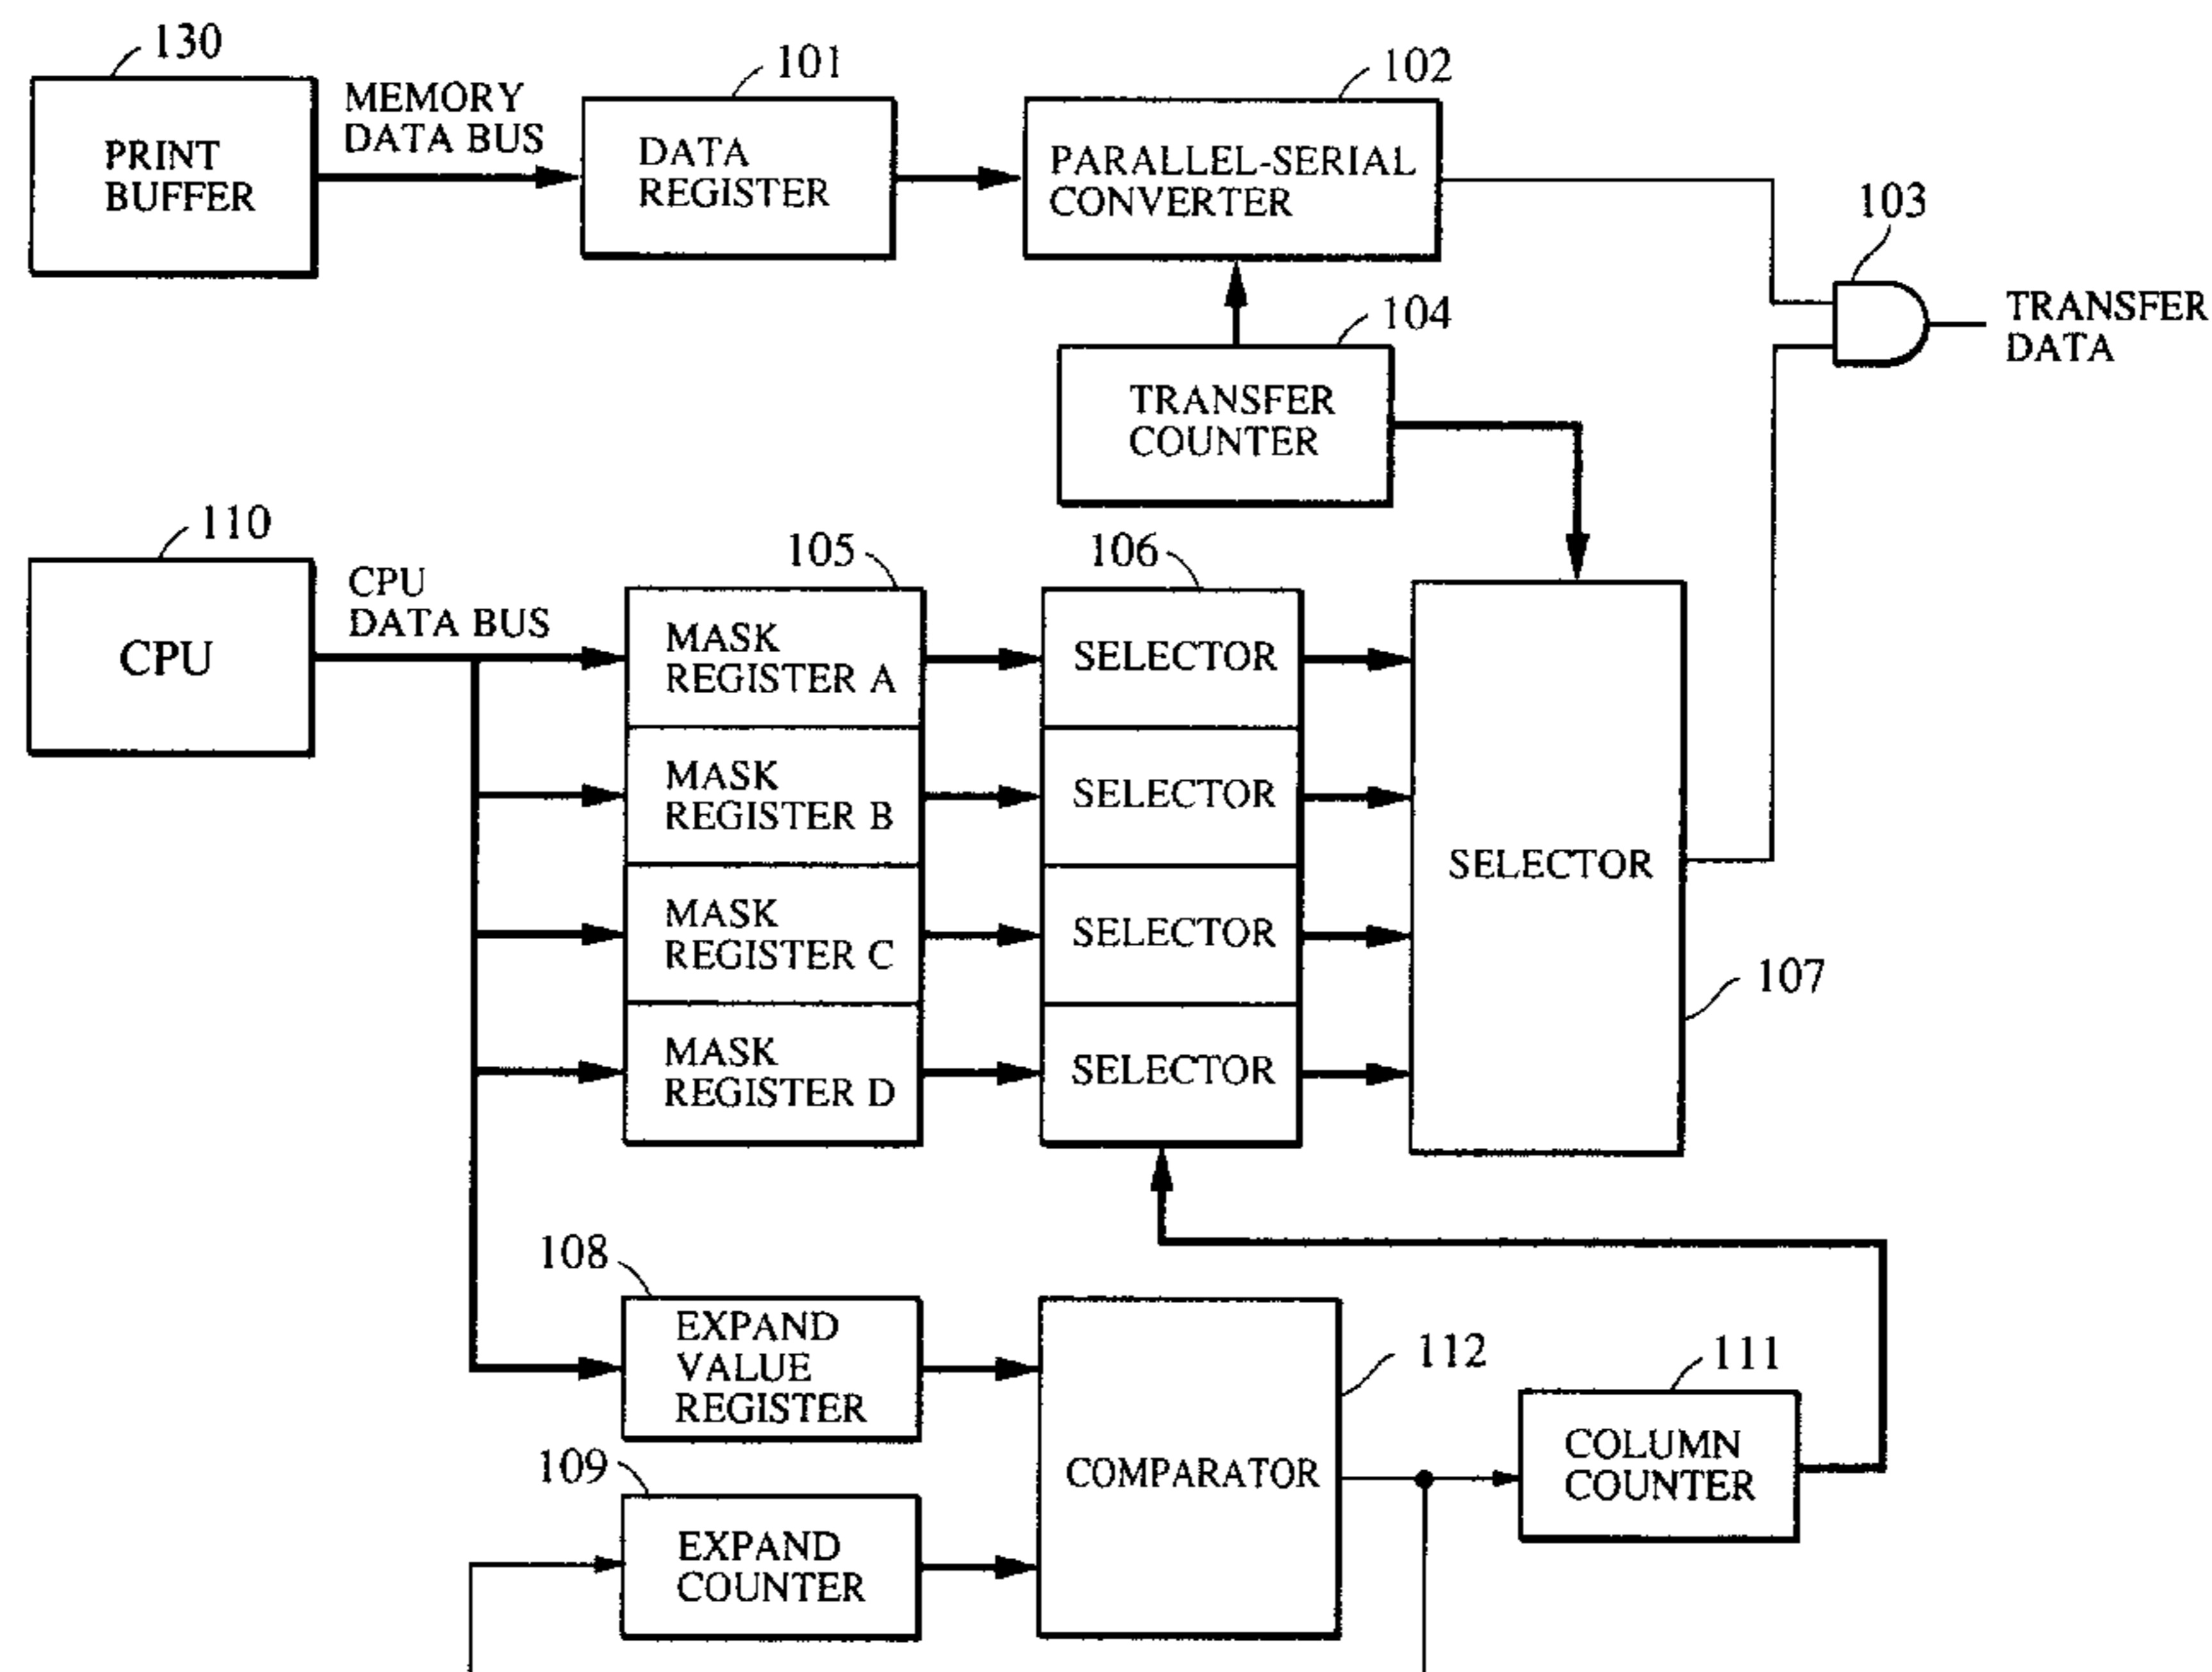 130
PRINT
BUFFER
MEMORY
DATA BUS
101
DATA
REGISTER
102
PARALLEL-SERIAL
CONVERTER
103
TRANSFER
DATA
104
TRANSFER
COUNTER
110
CPU
CPU
DATA BUS
105
MASK
REGISTER A
MASK
REGISTER B
MASK
REGISTER C
MASK
REGISTER D
106
SELECTOR
SELECTOR
SELECTOR
SELECTOR
SELECTOR
107
108
EXPAND
VALUE
REGISTER
109
EXPAND
COUNTER
COMPARATOR
112
111
COLUMN
COUNTER